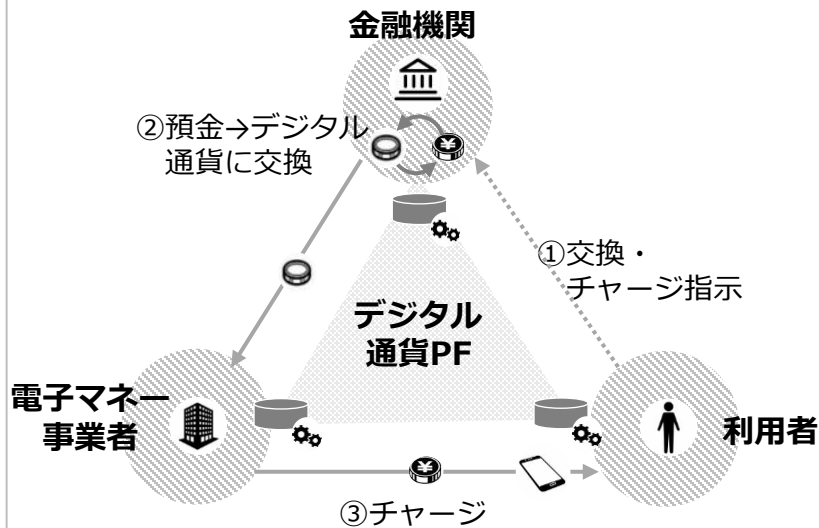 金融機関
②預金→デジタル
通貨に交換
①交換・
チャージ指示
デジタル
通貨PF
電子マネー
事業者
利用者
③チャージ